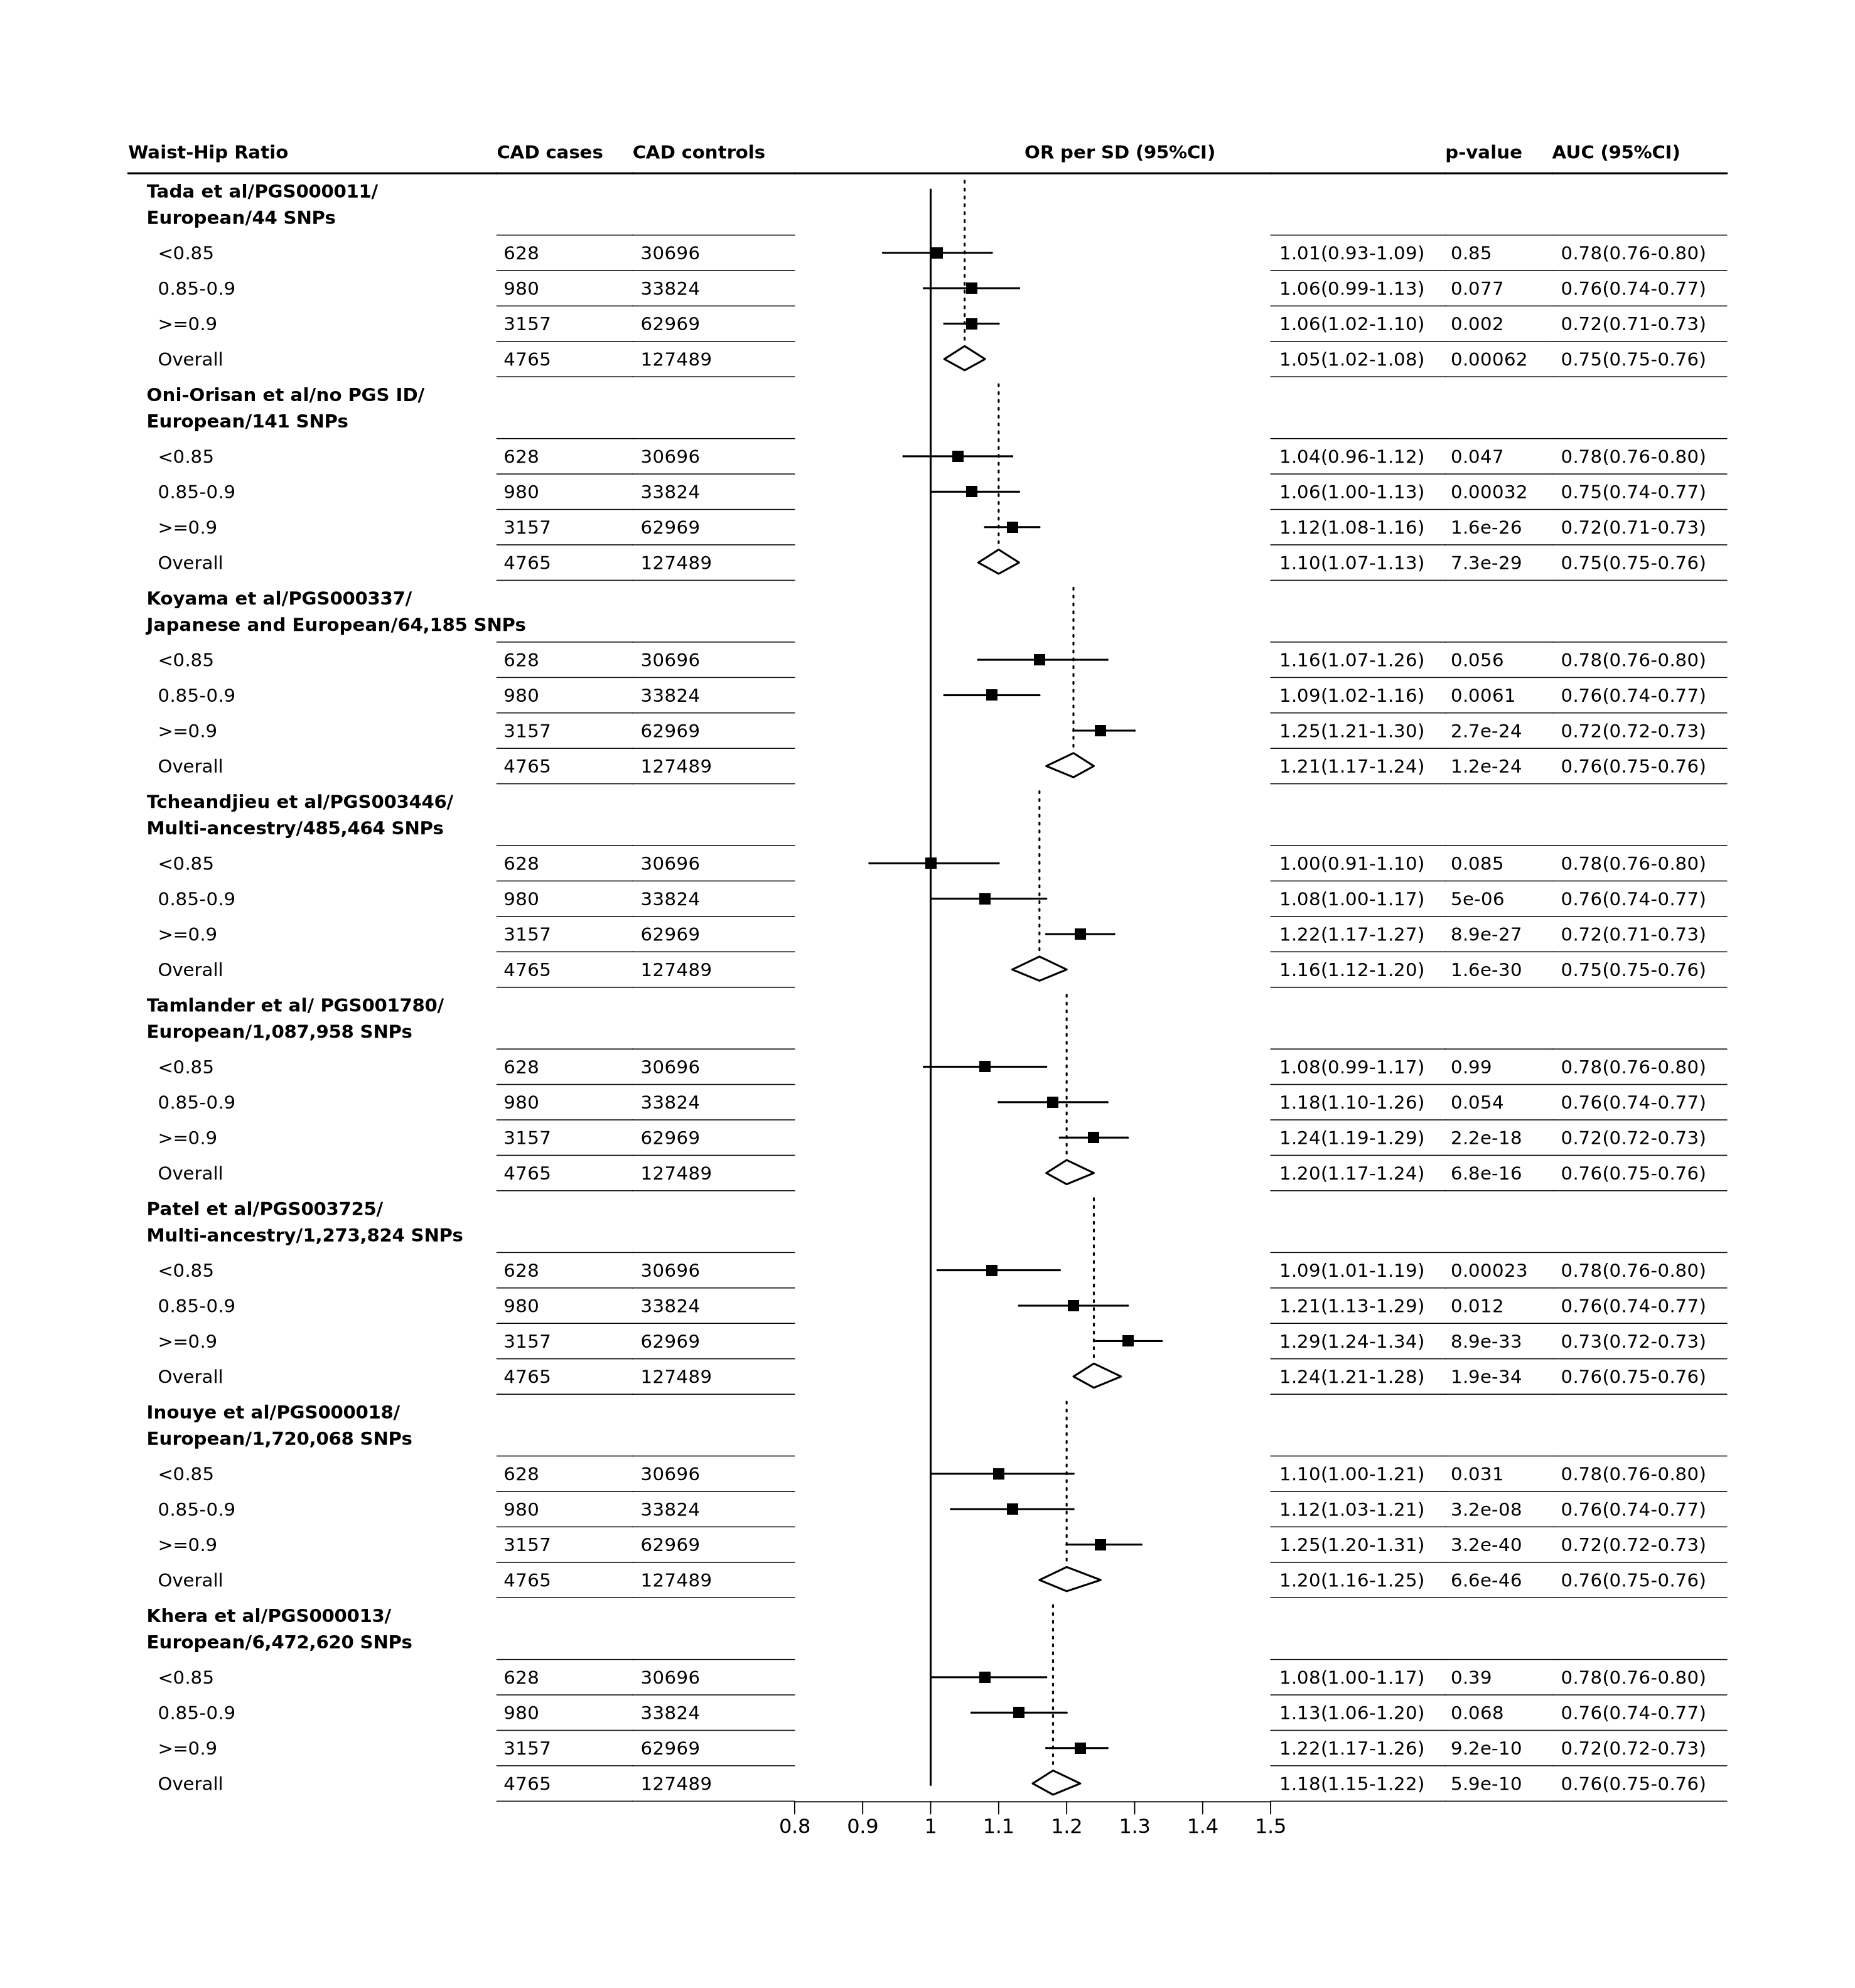 Waist-Hip Ratio CAD cases CAD controls OR per SD (95%CI) p-value AUC (95%CI)
Tada et al/PGS000011/
European/44 SNPs
<0.85 628 30696 1.01(0.93-1.09) 0.85 0.78(0.76-0.80)
0.85-0.9 980 33824 1.06(0.99-1.13) 0.077 0.76(0.74-0.77)
>=0.9 3157 62969 1.06(1.02-1.10) 0.002 0.72(0.71-0.73)
Overall 4765 127489 1.05(1.02-1.08) 0.00062 0.75(0.75-0.76)
Oni-Orisan et al/no PGS ID/
European/141 SNPs
<0.85 628 30696 1.04(0.96-1.12) 0.047 0.78(0.76-0.80)
0.85-0.9 980 33824 1.06(1.00-1.13) 0.00032 0.75(0.74-0.77)
>=0.9 3157 62969 1.12(1.08-1.16) 1.6e-26 0.72(0.71-0.73)
Overall 4765 127489 1.10(1.07-1.13) 7.3e-29 0.75(0.75-0.76)
Koyama et al/PGS000337/
Japanese and European/64,185 SNPs
<0.85 628 30696 1.16(1.07-1.26) 0.056 0.78(0.76-0.80)
0.85-0.9 980 33824 1.09(1.02-1.16) 0.0061 0.76(0.74-0.77)
>=0.9 3157 62969 1.25(1.21-1.30) 2.7e-24 0.72(0.72-0.73)
Overall 4765 127489 1.21(1.17-1.24) 1.2e-24 0.76(0.75-0.76)
Tcheandjieu et al/PGS003446/
Multi-ancestry/485,464 SNPs
<0.85 628 30696 1.00(0.91-1.10) 0.085 0.78(0.76-0.80)
0.85-0.9 980 33824 1.08(1.00-1.17) 5e-06 0.76(0.74-0.77)
>=0.9 3157 62969 1.22(1.17-1.27) 8.9e-27 0.72(0.71-0.73)
Overall 4765 127489 1.16(1.12-1.20) 1.6e-30 0.75(0.75-0.76)
Tamlander et al/ PGS001780/
European/1,087,958 SNPs
<0.85 628 30696 1.08(0.99-1.17) 0.99 0.78(0.76-0.80)
0.85-0.9 980 33824 1.18(1.10-1.26) 0.054 0.76(0.74-0.77)
>=0.9 3157 62969 1.24(1.19-1.29) 2.2e-18 0.72(0.72-0.73)
Overall 4765 127489 1.20(1.17-1.24) 6.8e-16 0.76(0.75-0.76)
Patel et al/PGS003725/
Multi-ancestry/1,273,824 SNPs
<0.85 628 30696 1.09(1.01-1.19) 0.00023 0.78(0.76-0.80)
0.85-0.9 980 33824 1.21(1.13-1.29) 0.012 0.76(0.74-0.77)
>=0.9 3157 62969 1.29(1.24-1.34) 8.9e-33 0.73(0.72-0.73)
Overall 4765 127489 1.24(1.21-1.28) 1.9e-34 0.76(0.75-0.76)
Inouye et al/PGS000018/
European/1,720,068 SNPs
<0.85 628 30696 1.10(1.00-1.21) 0.031 0.78(0.76-0.80)
0.85-0.9 980 33824 1.12(1.03-1.21) 3.2e-08 0.76(0.74-0.77)
>=0.9 3157 62969 1.25(1.20-1.31) 3.2e-40 0.72(0.72-0.73)
Overall 4765 127489 1.20(1.16-1.25) 6.6e-46 0.76(0.75-0.76)
Khera et al/PGS000013/
European/6,472,620 SNPs
<0.85 628 30696 1.08(1.00-1.17) 0.39 0.78(0.76-0.80)
0.85-0.9 980 33824 1.13(1.06-1.20) 0.068 0.76(0.74-0.77)
>=0.9 3157 62969 1.22(1.17-1.26) 9.2e-10 0.72(0.72-0.73)
Overall 4765 127489 1.18(1.15-1.22) 5.9e-10 0.76(0.75-0.76)
0.8 0.9 1 1.1 1.2 1.3 1.4 1.5